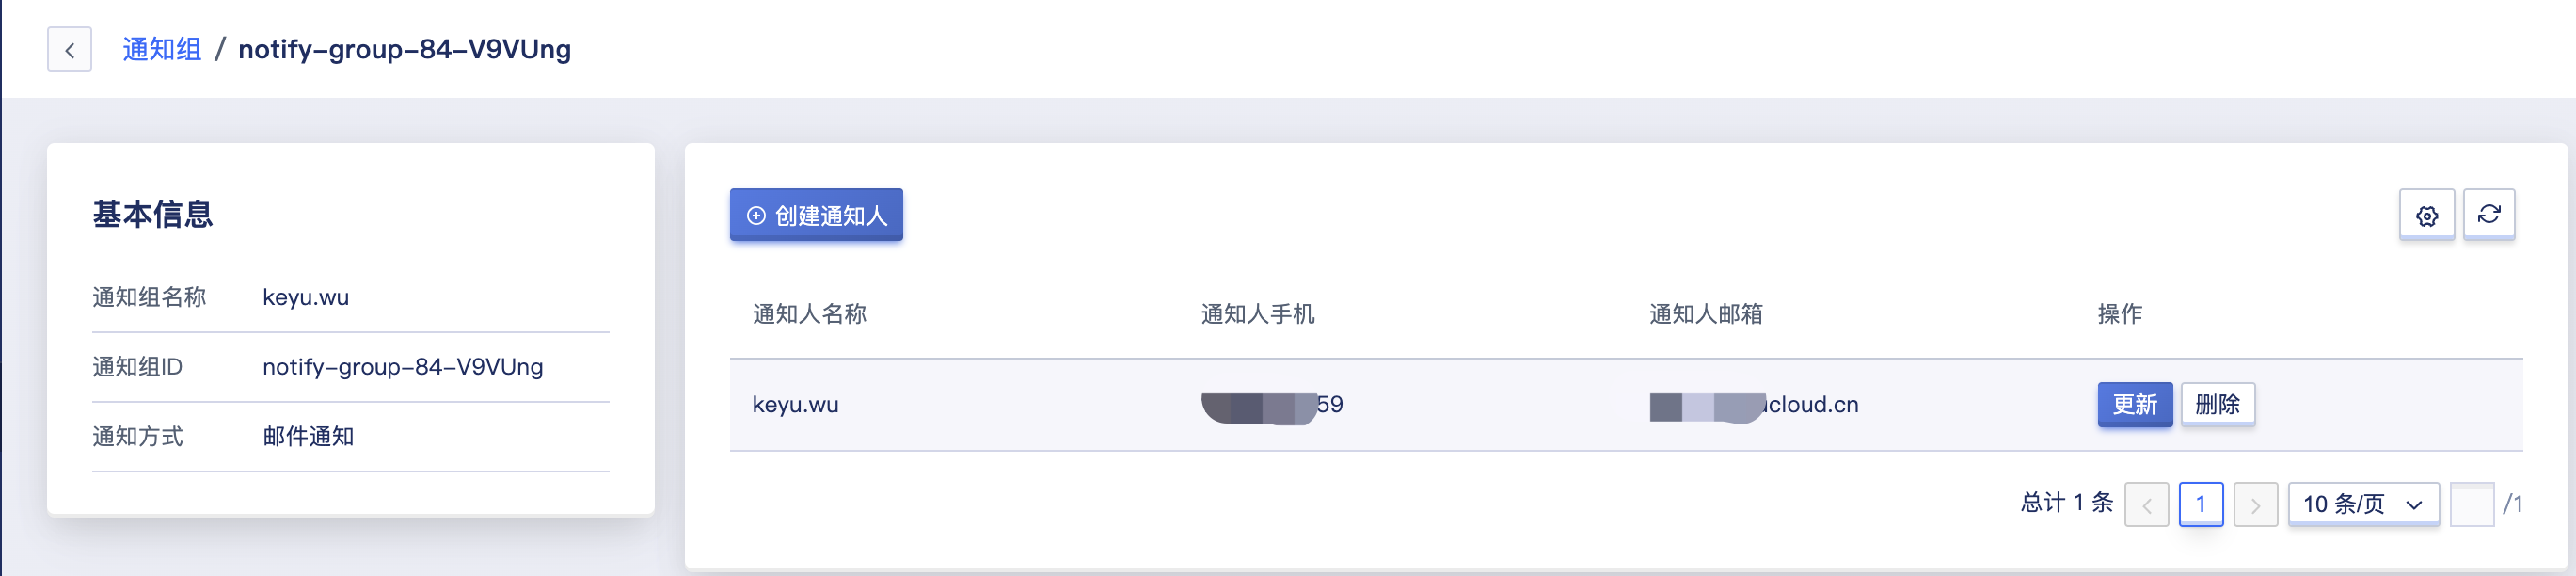 通知组 / notify-group-84-V9VUng
基本信息
通知组名称 keyu.wu
通知组ID notify-group-84-V9VUng
通知方式 邮件通知
创建通知人
通知人名称 通知人手机 通知人邮箱 操作
keyu.wu 59 cloud.cn 更新 删除
总计 1 条 1 10 条/页 /1